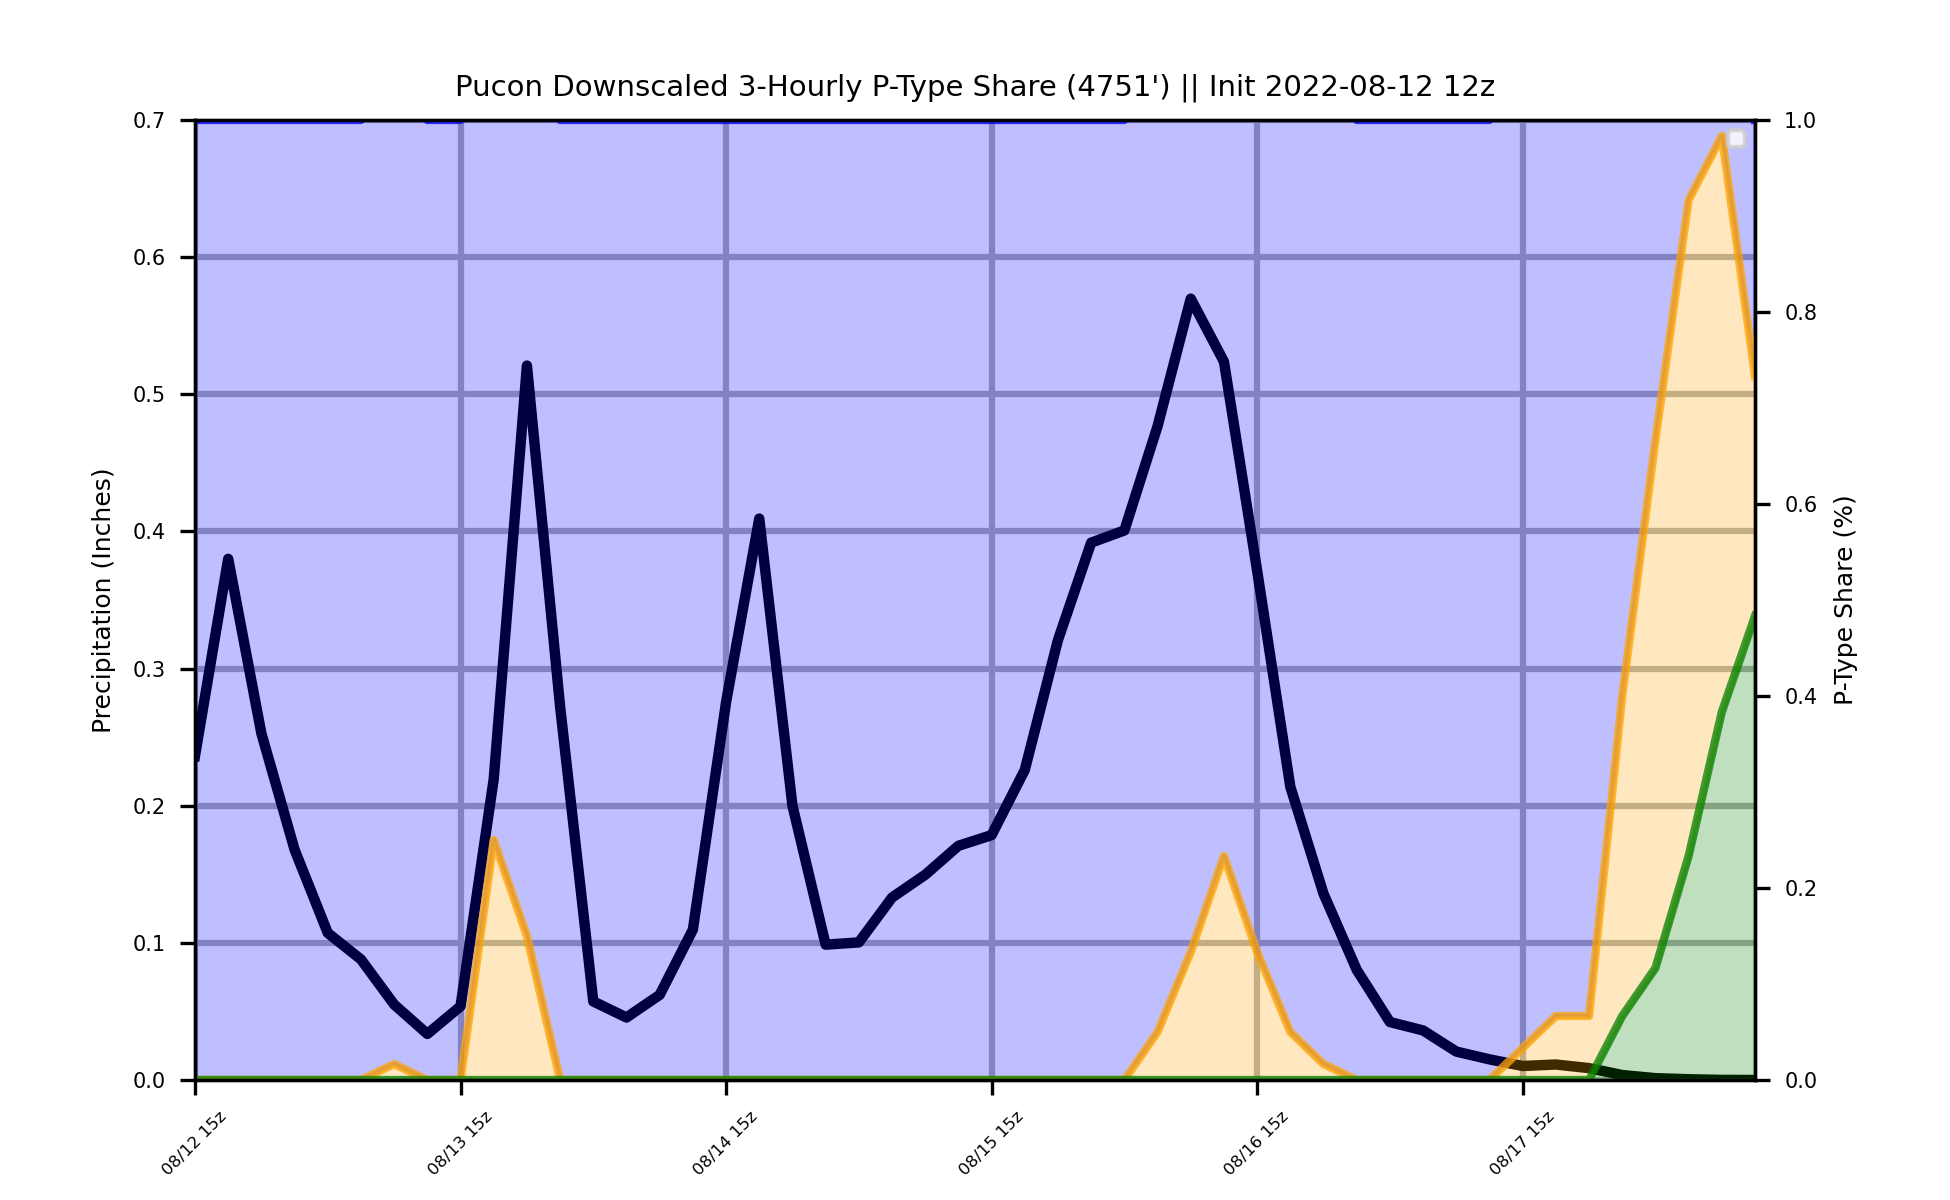 Pucon Downscaled 3-Hourly P-Type Share (4751') || Init 2022-08-12 12z
Precipitation (Inches)
0.7
0.6
0.5
0.4
0.3
0.2
0.1
0.0
1.0
0.8
0.6
0.4
0.2
0.0
P-Type Share (%)
08/12 15z
08/13 15z
08/14 15z
08/15 15z
08/16 15z
08/17 15z